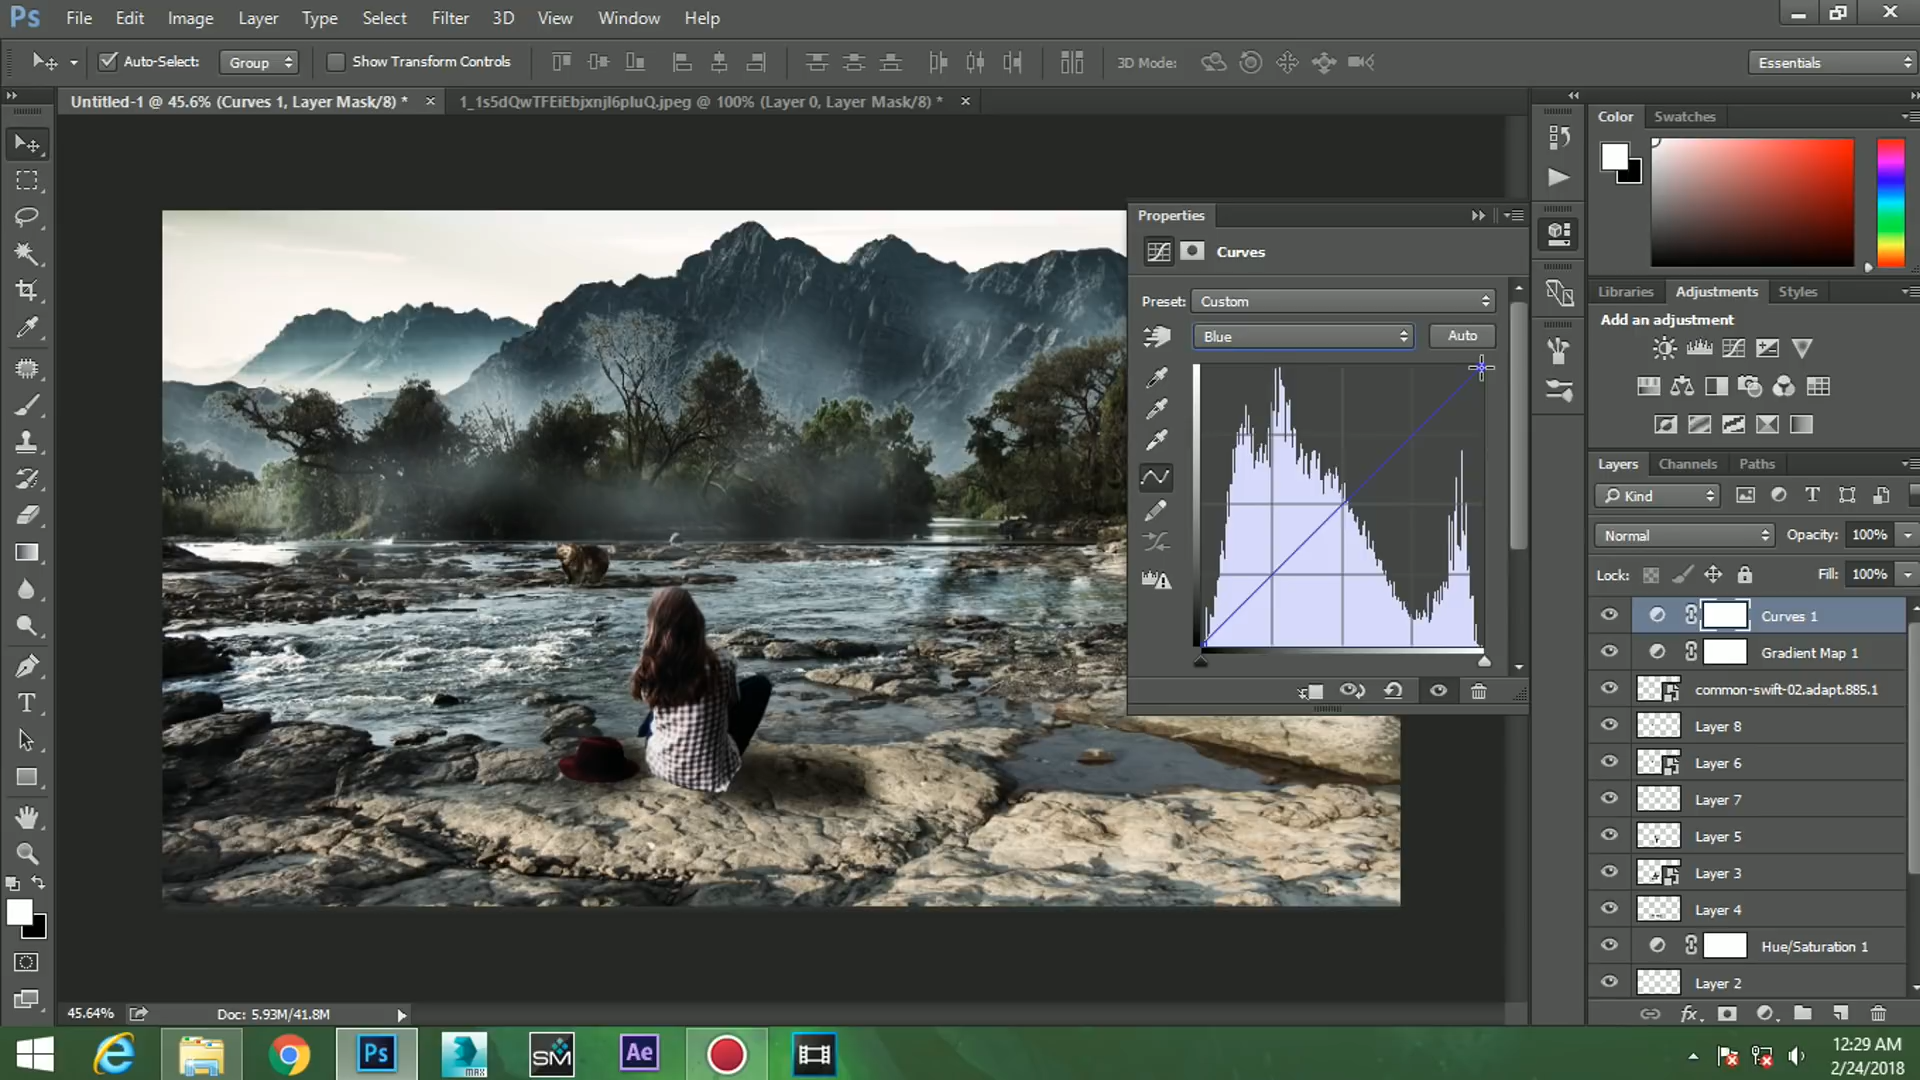 Ps File Edit Image Layer Type Select Filter 3D View Window Help
Auto-Select: Group Show Transform Controls 3D Mode: Essentials
Untitled-1 @ 45.6% (Curves 1, Layer Mask/8) * × 1_1s5dQwTFEiEbjxnjl6pluQ.jpeg @ 100% (Layer 0, Layer Mask/8) * ×
Color Swatches
Properties
Curves
Preset: Custom
Blue Auto
Libraries Adjustments Styles
Add an adjustment
Layers Channels Paths
Kind
Normal Opacity: 100%
Lock: Fill: 100%
Curves 1
Gradient Map 1
common-swift-02.adapt.885.1
Layer 8
Layer 6
Layer 7
Layer 5
Layer 3
Layer 4
Hue/Saturation 1
Layer 2
fx
45.64% Doc: 5.93M/41.8M
Ps MAX SM Ae
12:29 AM
2/24/2018